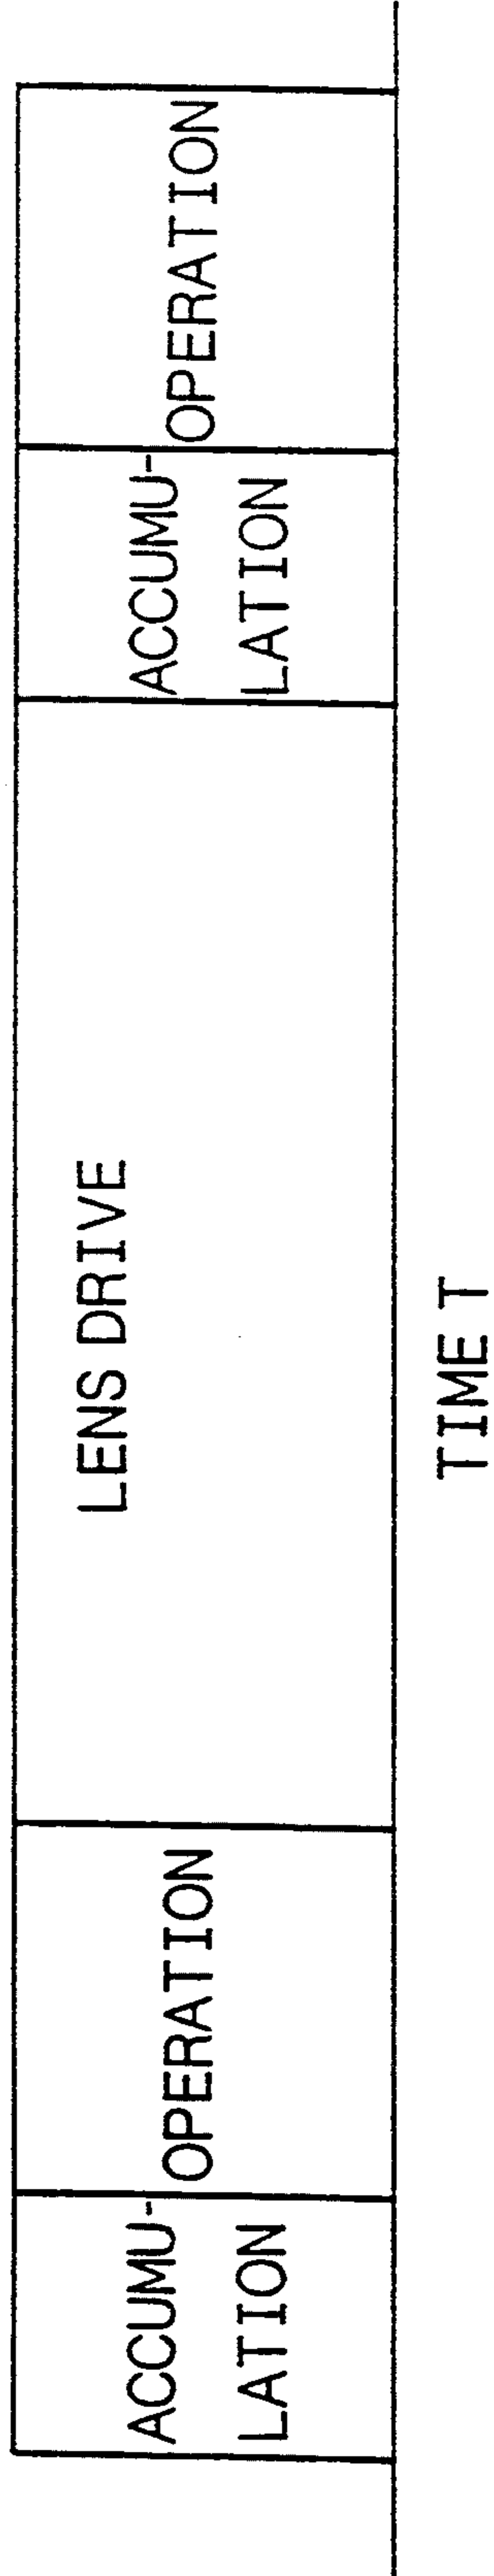 ACCUMU-
LATION
OPERATION
LENS DRIVE
ACCUMU-
LATION
OPERATION
TIME T